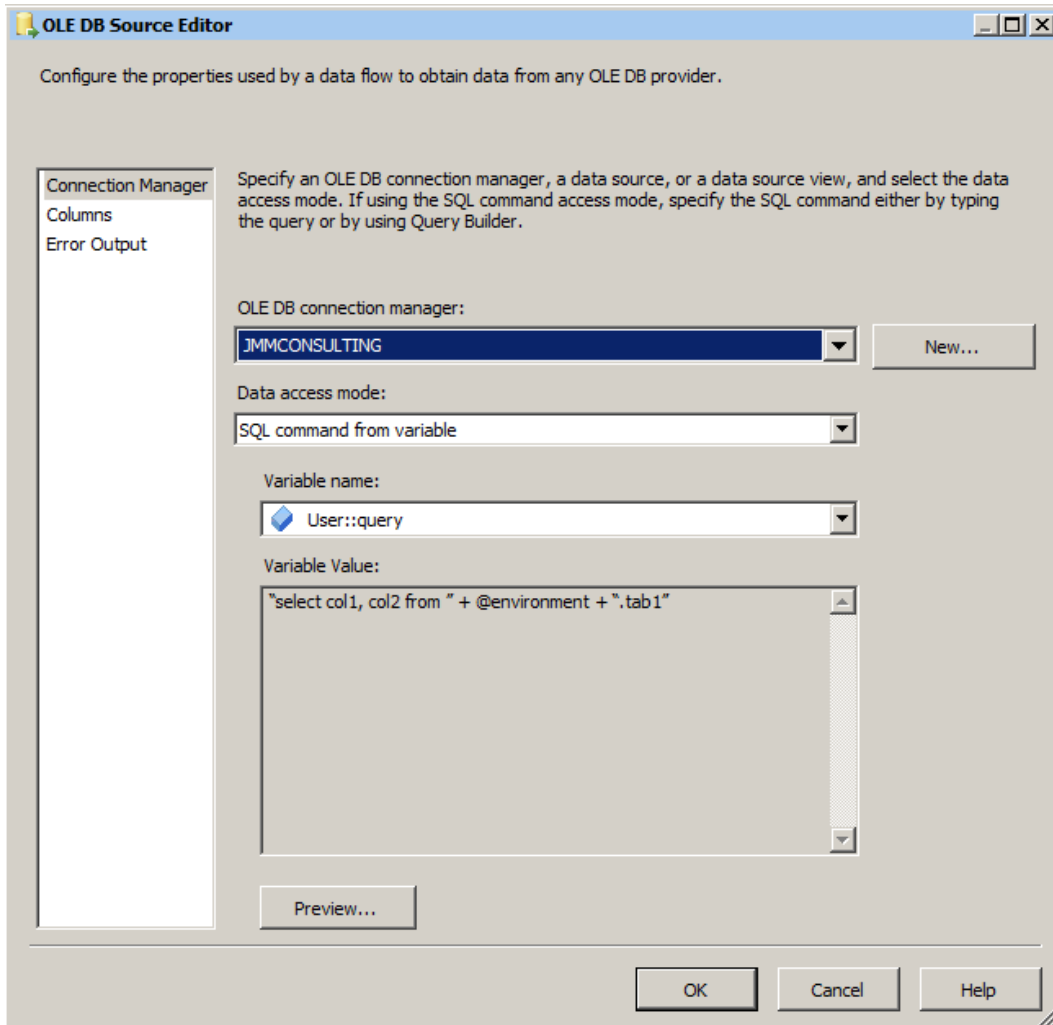 OLE DB Source Editor
Configure the properties used by a data flow to obtain data from any OLE DB provider.
Connection Manager
Columns
Error Output
Specify an OLE DB connection manager, a data source, or a data source view, and select the data
access mode. If using the SQL command access mode, specify the SQL command either by typing
the query or by using Query Builder.
OLE DB connection manager:
JMMCONSULTING
New...
Data access mode:
SQL command from variable
Variable name:
User::query
Variable Value:
“select col1, col2 from ” + @environment + “.tab1”
Preview...
OK
Cancel
Help